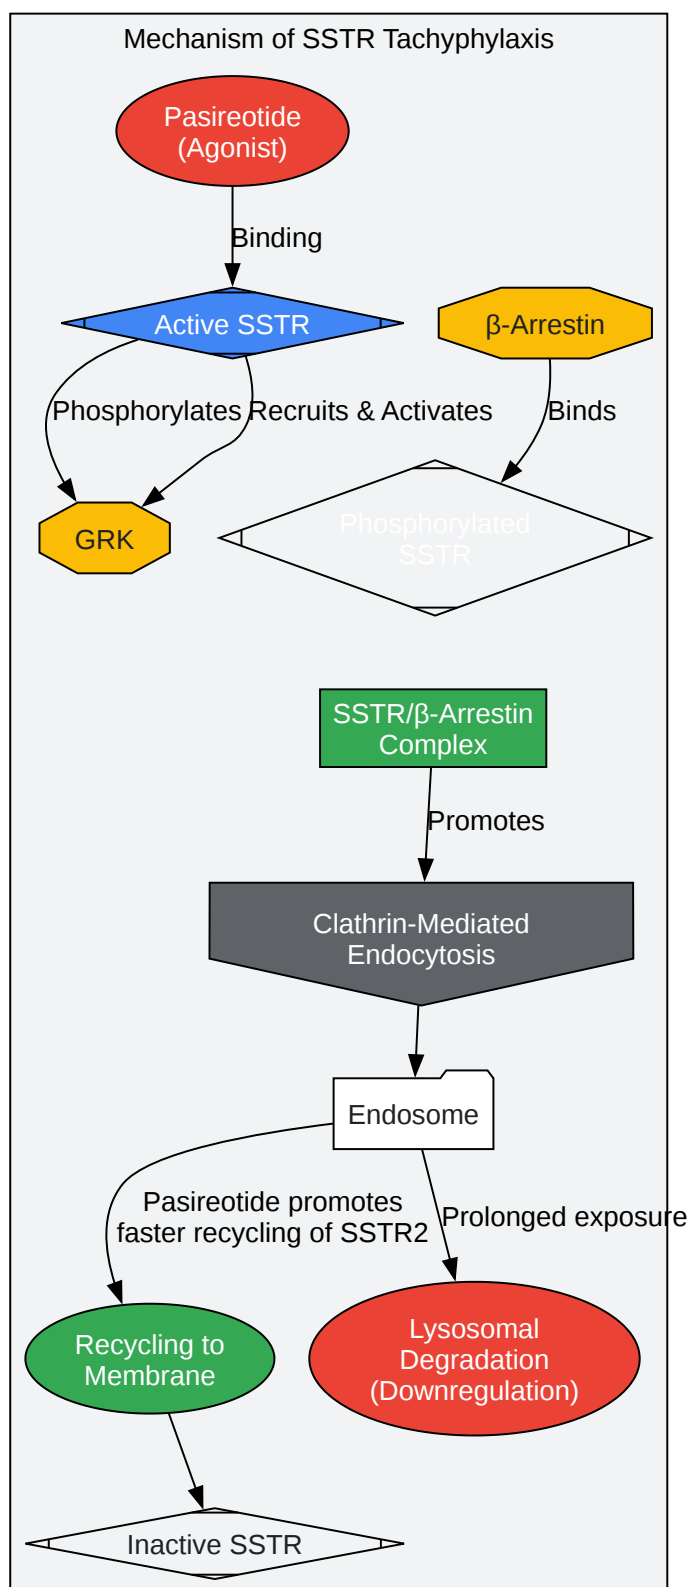 Mechanism of SSTR Tachyphylaxis
Pasireotide
(Agonist)
Binding
Active SSTR
β-Arrestin
Phosphorylates
Recruits & Activates
Binds
GRK
Phosphorylated
SSTR
SSTR/β-Arrestin
Complex
Promotes
Clathrin-Mediated
Endocytosis
Endosome
Pasireotide promotes
faster recycling of SSTR2
Prolonged exposure
Recycling to
Membrane
Lysosomal
Degradation
(Downregulation)
Inactive SSTR